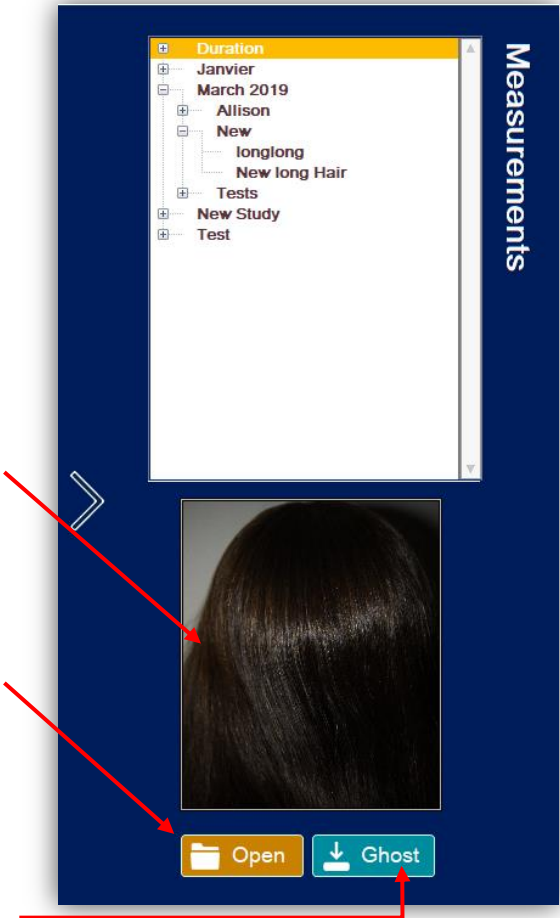 Measurements
Duration
Janvier
March 2019
Allison
New
longlong
New long Hair
Tests
New Study
Test
Open
Ghost